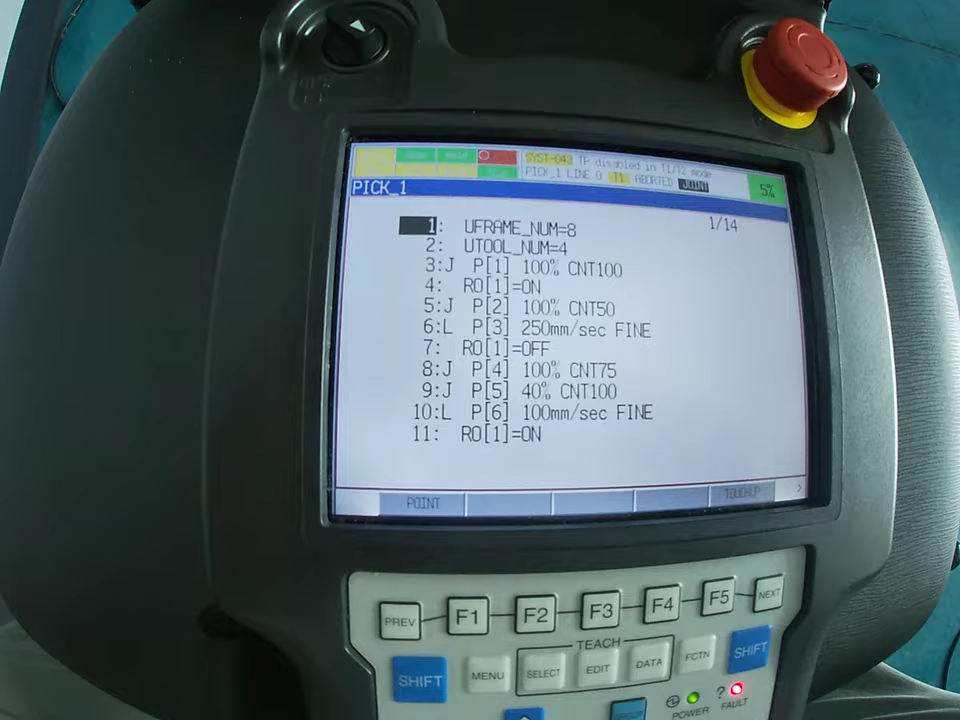 SYST-043 TP disabled in T1/T2 mode
PICK_1 LINE 0 T1 ABORTED JOINT
5%
PICK_1
1/14
1: UFRAME_NUM=8
2: UTOOL_NUM=4
3:J P[1] 100% CNT100
4: RO[1]=ON
5:J P[2] 100% CNT50
6:L P[3] 250mm/sec FINE
7: RO[1]=OFF
8:J P[4] 100% CNT75
9:J P[5] 40% CNT100
10:L P[6] 100mm/sec FINE
11: RO[1]=ON
POINT TOUCHUP >
PREV F1 F2 F3 F4 F5 NEXT
TEACH
SHIFT MENU SELECT EDIT DATA FCTN SHIFT
POWER ? FAULT